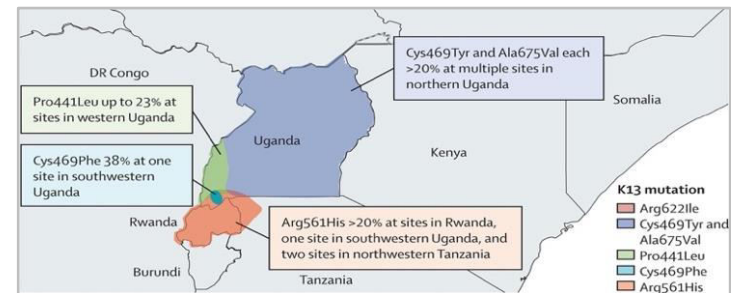 Cys469Tyr and Ala675Val each
>20% at multiple sites in
northern Uganda
DR Congo
Pro441Leu up to 23% at
sites in western Uganda
Somalia
Uganda
Kenya
Cys469Phe 38% at one
site in southwestern
Uganda
K13 mutation
Arg622Ile
Cys469Tyr and
Ala675Val
Pro441Leu
Cys469Phe
Arg561His
Rwanda
Arg561His >20% at sites in Rwanda,
one site in southwestern Uganda, and
two sites in northwestern Tanzania
Burundi
Tanzania